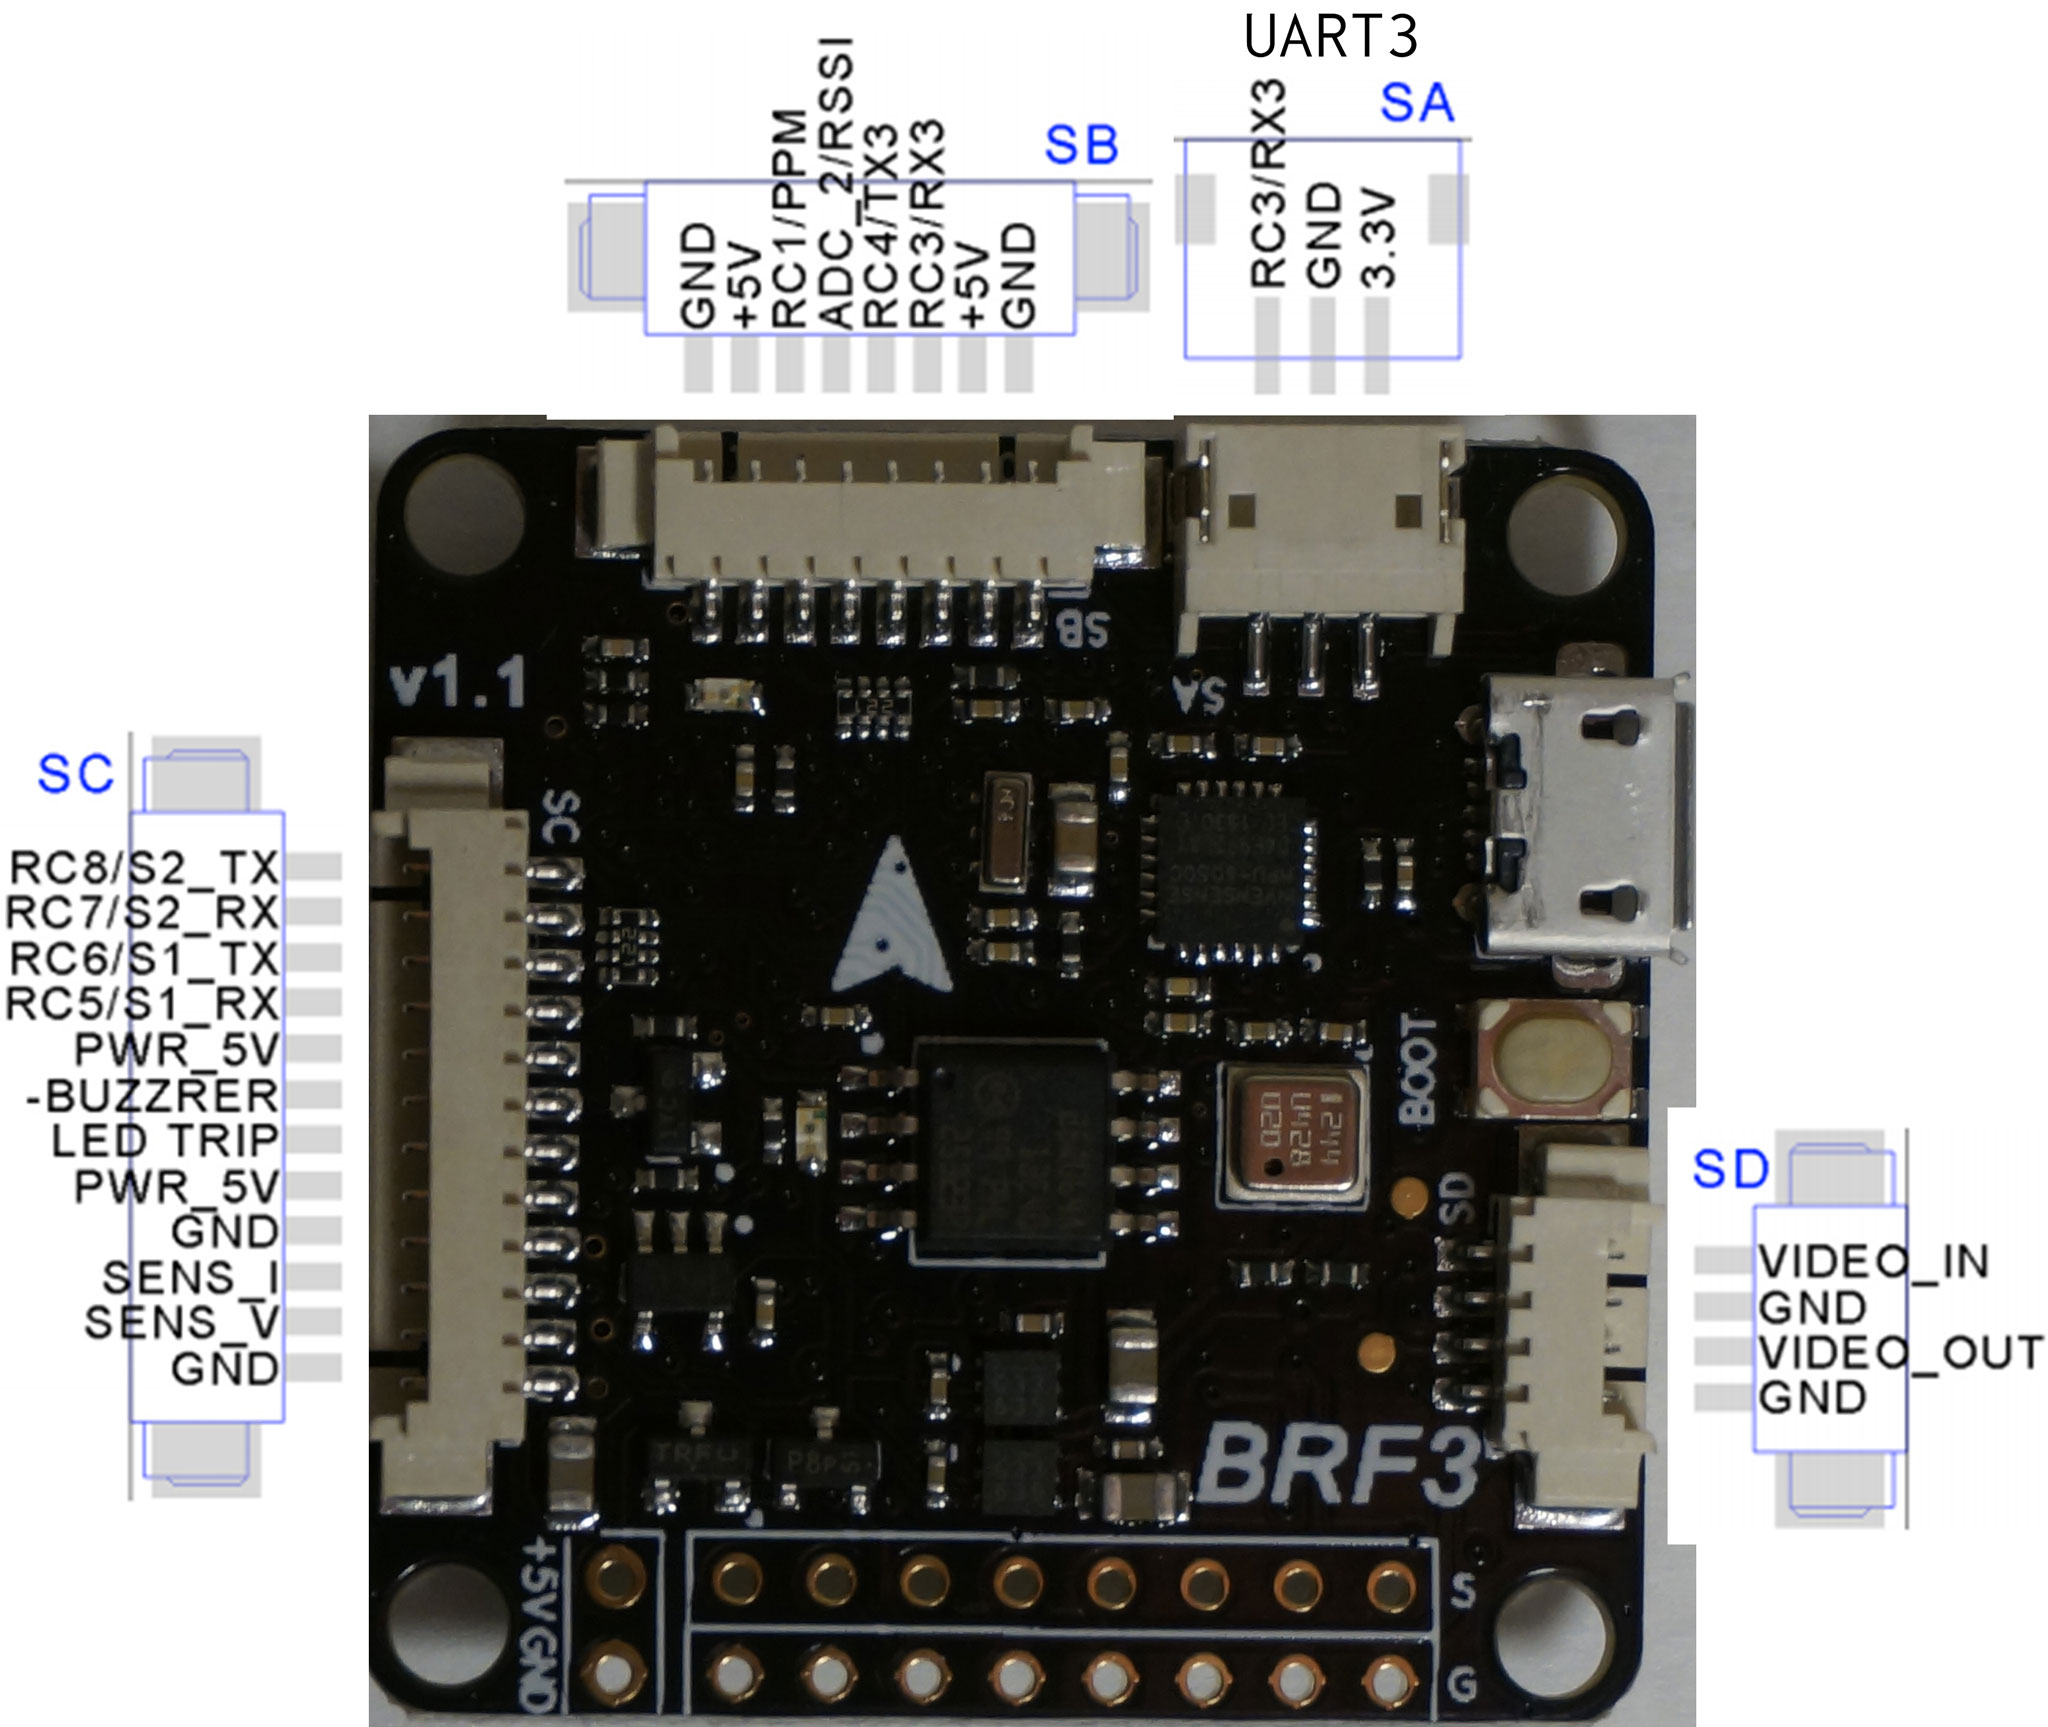 UART3
SA
RC3/RX3
GND
3.3V
SB
GND
+5V
RC1/PPM
ADC_2/RSSI
RC4/TX3
RC3/RX3
+5V
GND
SB
SA
v1.1
SC
SC
RC8/S2_TX
RC7/S2_RX
RC6/S1_TX
RC5/S1_RX
PWR_5V
-BUZZRER
LED TRIP
PWR_5V
GND
SENS_I
SENS_V
GND
BOOT
SD
SD
VIDEO_IN
GND
VIDEO_OUT
GND
BRF3
+5V
GND
S
G